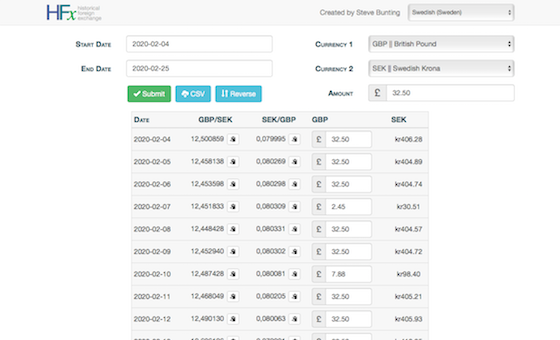 HFx historical foreign exchange
Created by Steve Bunting Swedish (Sweden)
Start Date 2020-02-04 Currency 1 GBP || British Pound
End Date 2020-02-25 Currency 2 SEK || Swedish Krona
Submit CSV Reverse Amount £ 32.50
Date GBP/SEK SEK/GBP GBP SEK
2020-02-04 12,500859 0,079995 £ 32.50 kr406.28
2020-02-05 12,458138 0,080269 £ 32.50 kr404.89
2020-02-06 12,453598 0,080298 £ 32.50 kr404.74
2020-02-07 12,451833 0,080309 £ 2.45 kr30.51
2020-02-08 12,448428 0,080331 £ 32.50 kr404.57
2020-02-09 12,452940 0,080302 £ 32.50 kr404.72
2020-02-10 12,487428 0,080081 £ 7.88 kr98.40
2020-02-11 12,468049 0,080205 £ 32.50 kr405.21
2020-02-12 12,490130 0,080063 £ 32.50 kr405.93